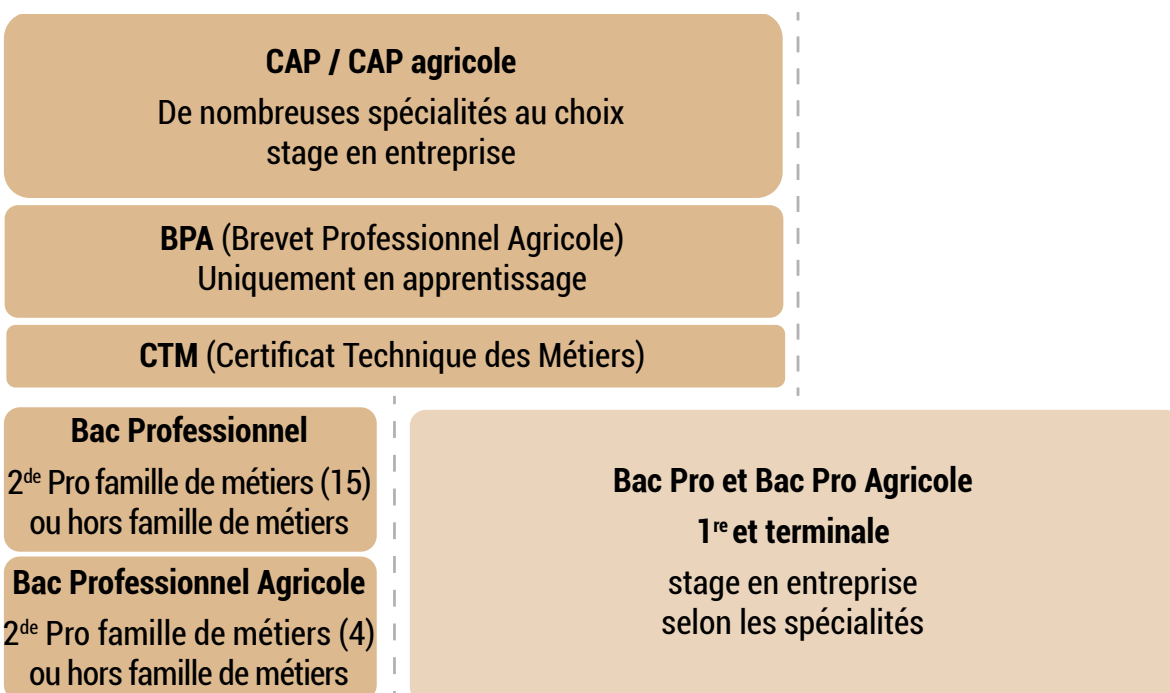 CAP / CAP agricole
De nombreuses spécialités au choix
stage en entreprise
BPA (Brevet Professionnel Agricole)
Uniquement en apprentissage
CTM (Certificat Technique des Métiers)
Bac Professionnel
2de Pro famille de métiers (15)
ou hors famille de métiers
Bac Professionnel Agricole
2de Pro famille de métiers (4)
ou hors famille de métiers
Bac Pro et Bac Pro Agricole
1re et terminale
stage en entreprise
selon les spécialités